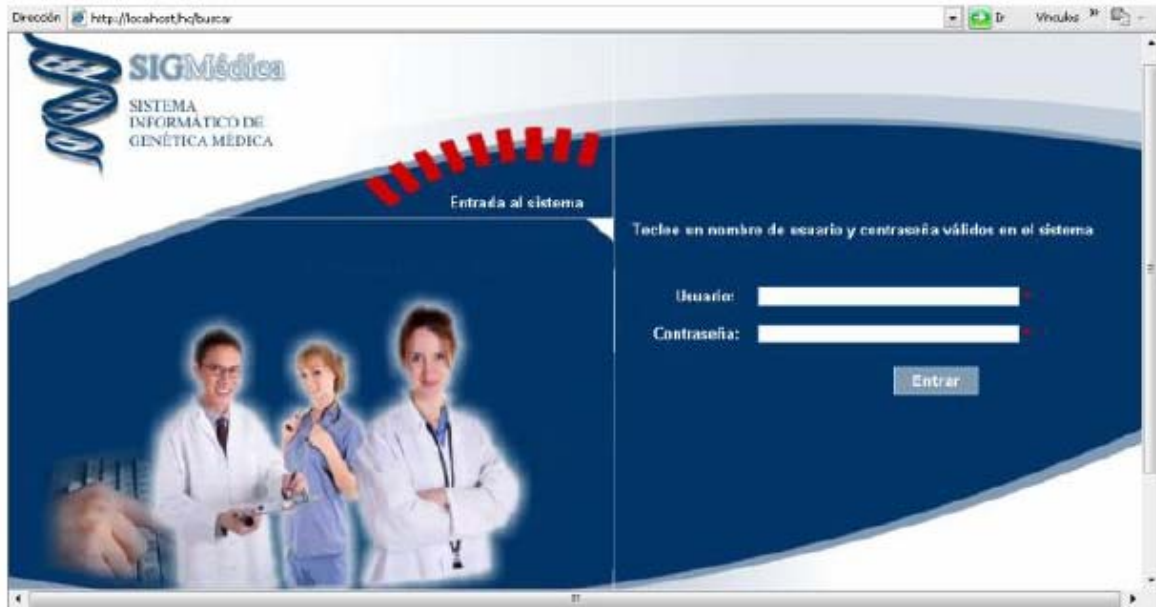 Dirección http://localhost/hc/buscar Ir Vínculos »
SIGMédica
SISTEMA
INFORMÁTICO DE
GENÉTICA MÉDICA
Entrada al sistema
Teclee un nombre de usuario y contraseña válidos en el sistema
Usuario: *
Contraseña: *
Entrar